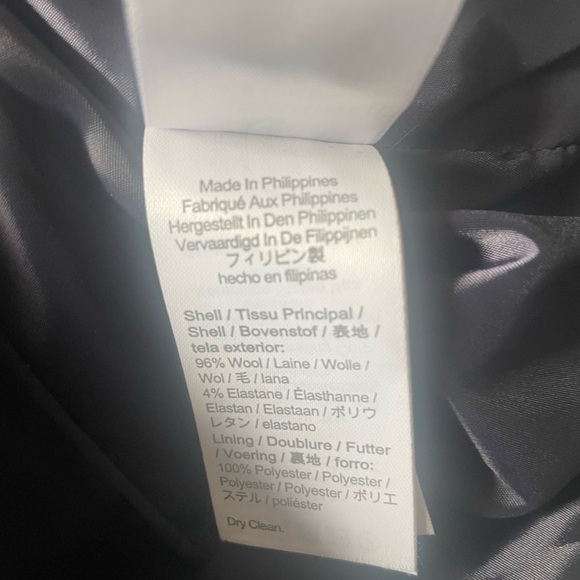 Made In Philippines
Fabriqué Aux Philippines
Hergestellt In Den Philippinen
Vervaardigd In De Filippijnen
フィリピン製
hecho en filipinas
Shell / Tissu Principal /
Shell / Bovenstof / 表地 /
tela exterior:
96% Wool / Laine / Wolle /
Wol / 毛 / lana
4% Elastane / Élasthanne /
Elastan / Elastaan / ポリウ
レタン / elastano
Lining / Doublure / Futter
/ Voering / 裏地 / forro:
100% Polyester / Polyester /
Polyester / Polyester / ポリエ
ステル / poliéster
Dry Clean.